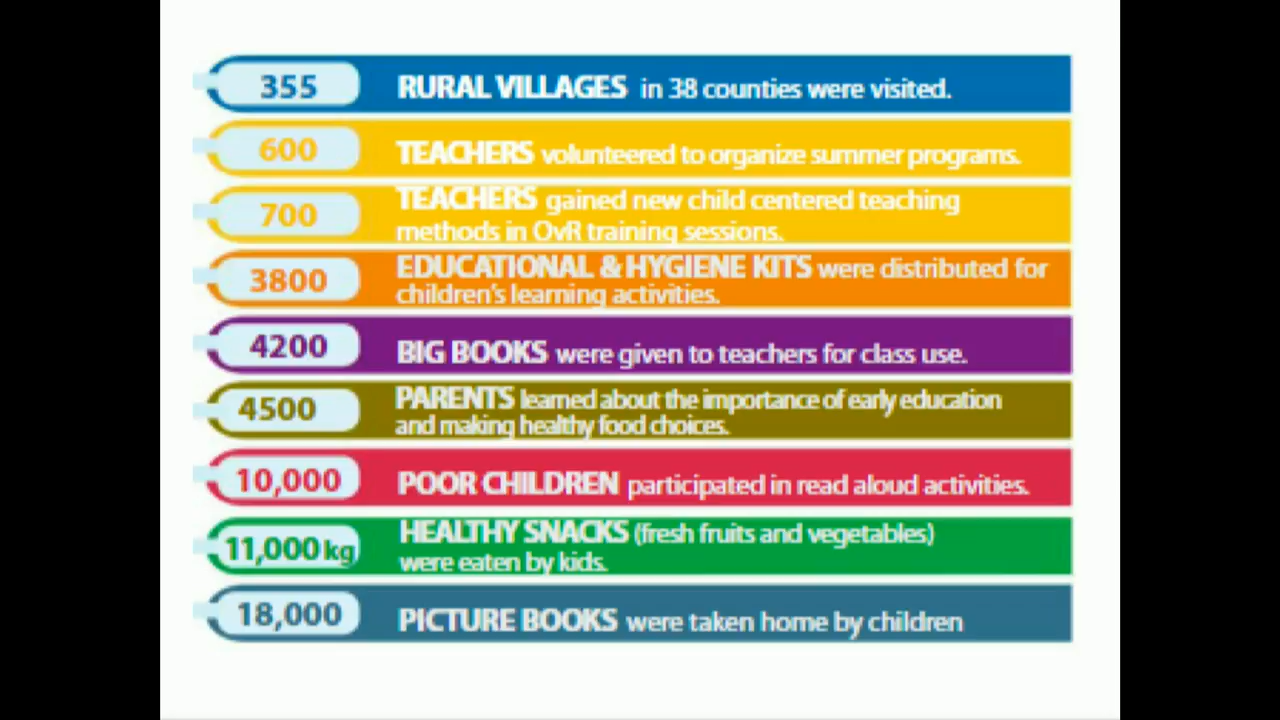 355 RURAL VILLAGES in 38 counties were visited.
600 TEACHERS volunteered to organize summer programs.
700 TEACHERS gained new child centered teaching
methods in OvR training sessions.
3800 EDUCATIONAL & HYGIENE KITS were distributed for
children's learning activities.
4200 BIG BOOKS were given to teachers for class use.
4500 PARENTS learned about the importance of early education
and making healthy food choices.
10,000 POOR CHILDREN participated in read aloud activities.
11,000 kg HEALTHY SNACKS (fresh fruits and vegetables)
were eaten by kids.
18,000 PICTURE BOOKS were taken home by children